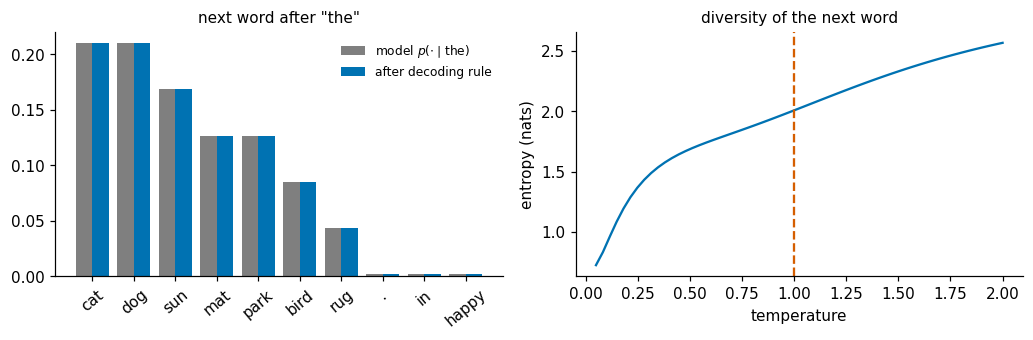 next word after "the"
0.20
0.15
0.10
0.05
0.00
model p(· | the)
after decoding rule
cat
dog
sun
mat
park
bird
rug
.
in
happy
diversity of the next word
entropy (nats)
2.5
2.0
1.5
1.0
0.00 0.25 0.50 0.75 1.00 1.25 1.50 1.75 2.00
temperature